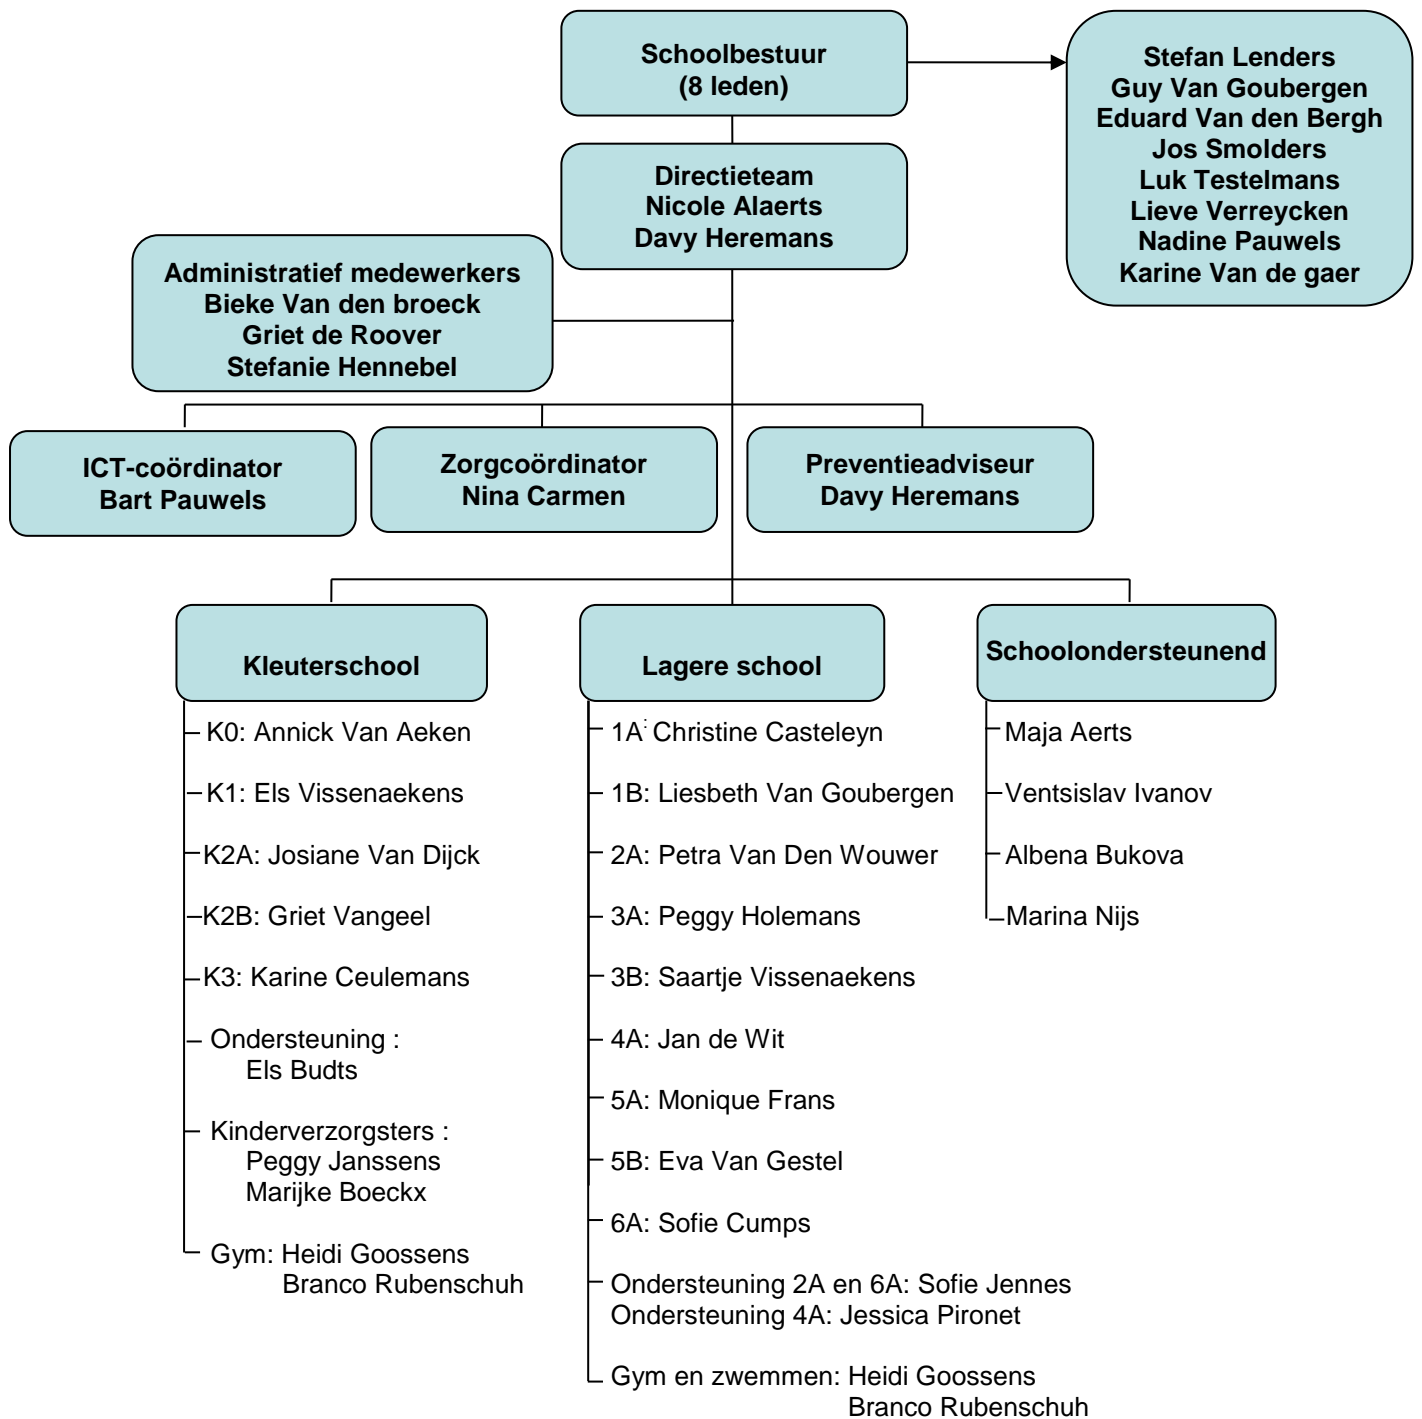 Schoolbestuur
(8 leden)
Stefan Lenders
Guy Van Goubergen
Eduard Van den Bergh
Jos Smolders
Luk Testelmans
Lieve Verreycken
Nadine Pauwels
Karine Van de gaer
Directieteam
Nicole Alaerts
Davy Heremans
Administratief medewerkers
Bieke Van den broeck
Griet de Roover
Stefanie Hennebel
ICT-coördinator
Bart Pauwels
Zorgcoördinator
Nina Carmen
Preventieadviseur
Davy Heremans
Kleuterschool
K0: Annick Van Aeken
K1: Els Vissenaekens
K2A: Josiane Van Dijck
K2B: Griet Vangeel
K3: Karine Ceulemans
Ondersteuning :
Els Budts
Kinderverzorgsters :
Peggy Janssens
Marijke Boeckx
Gym: Heidi Goossens
Branco Rubenschuh
Lagere school
1A: Christine Casteleyn
1B: Liesbeth Van Goubergen
2A: Petra Van Den Wouwer
3A: Peggy Holemans
3B: Saartje Vissenaekens
4A: Jan de Wit
5A: Monique Frans
5B: Eva Van Gestel
6A: Sofie Cumps
Ondersteuning 2A en 6A: Sofie Jennes
Ondersteuning 4A: Jessica Pironet
Gym en zwemmen: Heidi Goossens
Branco Rubenschuh
Schoolondersteunend
Maja Aerts
Ventsislav Ivanov
Albena Bukova
Marina Nijs